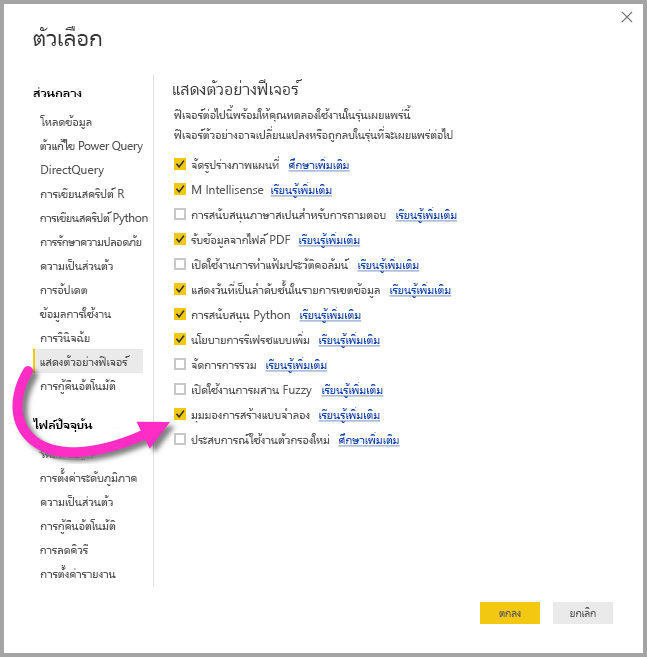 ตัวเลือก
ส่วนกลาง
โหลดข้อมูล
ตัวแก้ไข Power Query
DirectQuery
การเขียนสคริปต์ R
การเขียนสคริปต์ Python
การรักษาความปลอดภัย
ความเป็นส่วนตัว
การอัปเดต
ข้อมูลการใช้งาน
การวินิจฉัย
แสดงตัวอย่างฟีเจอร์
การกู้คืนอัตโนมัติ
ไฟล์ปัจจุบัน
การตั้งค่าระดับภูมิภาค
ความเป็นส่วนตัว
การกู้คืนอัตโนมัติ
การลดคิวรี
การตั้งค่ารายงาน
แสดงตัวอย่างฟีเจอร์
ฟีเจอร์ต่อไปนี้พร้อมให้คุณทดลองใช้งานในรุ่นเผยแพร่นี้
ฟีเจอร์ตัวอย่างอาจเปลี่ยนแปลงหรือถูกลบในรุ่นที่จะเผยแพร่ต่อไป
จัดรูปร่างภาพแผนที่ ศึกษาเพิ่มเติม
M Intellisense เรียนรู้เพิ่มเติม
การสนับสนุนภาษาสเปนสำหรับการถามตอบ เรียนรู้เพิ่มเติม
รับข้อมูลจากไฟล์ PDF เรียนรู้เพิ่มเติม
เปิดใช้งานการทำแฟ้มประวัติคอลัมน์ เรียนรู้เพิ่มเติม
แสดงวันที่เป็นลำดับชั้นในรายการเขตข้อมูล เรียนรู้เพิ่มเติม
การสนับสนุน Python เรียนรู้เพิ่มเติม
นโยบายการรีเฟรชแบบเพิ่ม เรียนรู้เพิ่มเติม
จัดการการรวม เรียนรู้เพิ่มเติม
เปิดใช้งานการผสาน Fuzzy เรียนรู้เพิ่มเติม
มุมมองการสร้างแบบจำลอง เรียนรู้เพิ่มเติม
ประสบการณ์ใช้งานตัวกรองใหม่ ศึกษาเพิ่มเติม
ตกลง
ยกเลิก